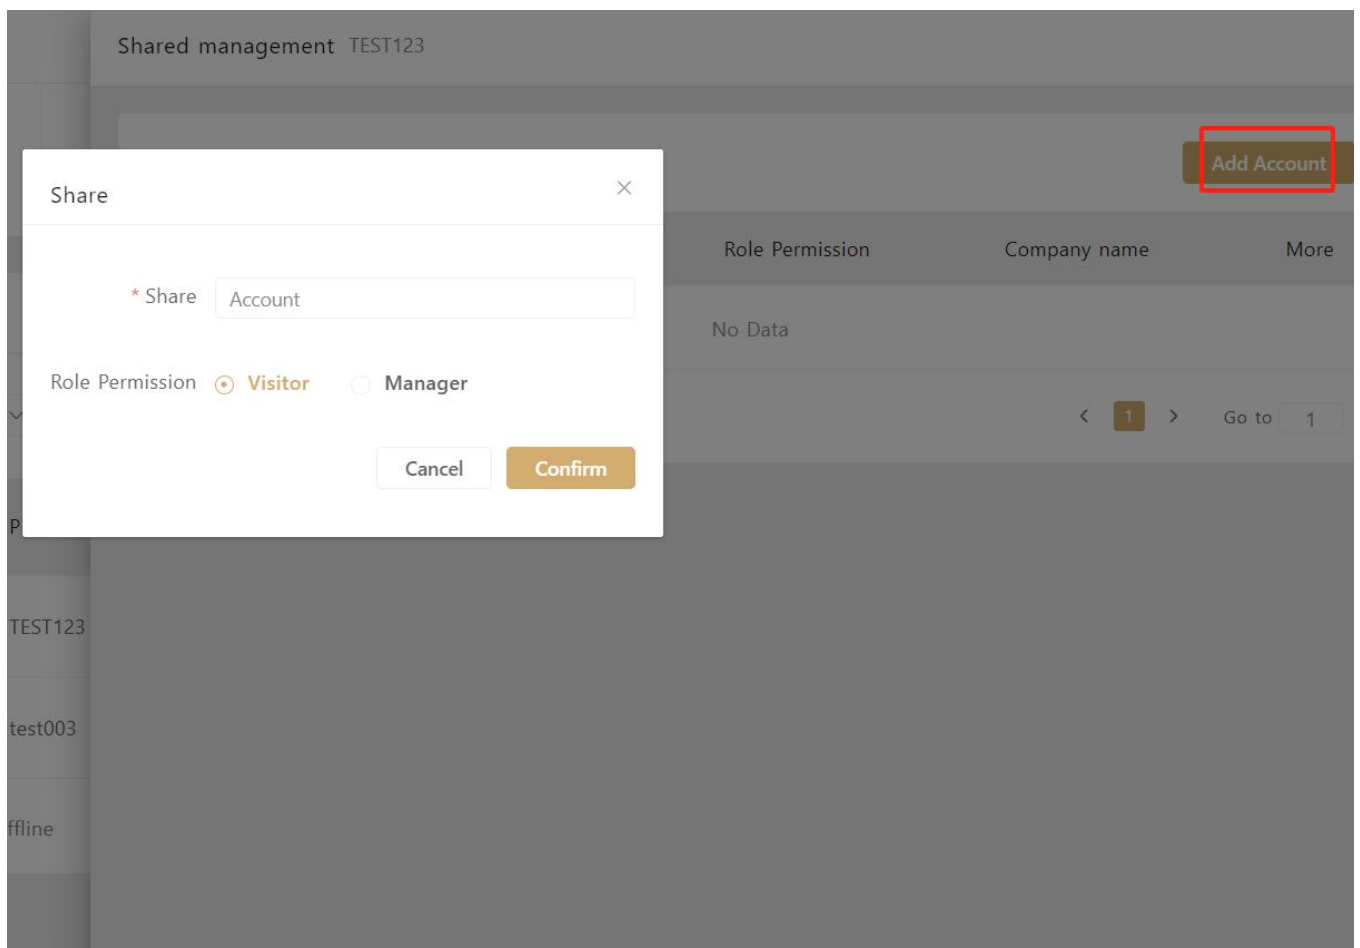 Shared management TEST123
Add Account
Share
Role Permission Company name More
* Share Account
No Data
Role Permission Visitor Manager
1 Go to 1
Cancel Confirm
P
TEST123
test003
ffline